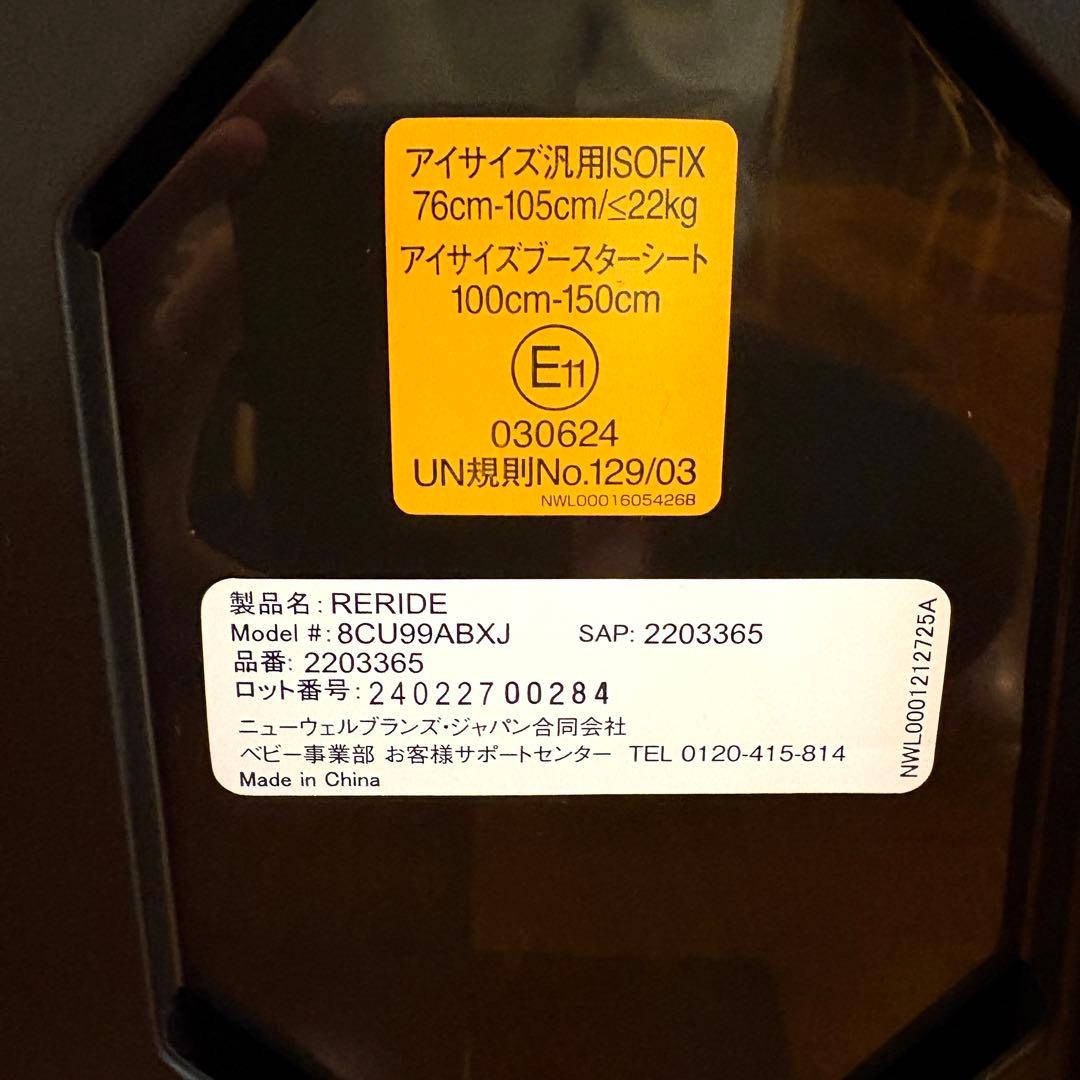 アイサイズ汎用ISOFIX
76cm-105cm/≤22kg
アイサイズブースターシート
100cm-150cm
E11
030624
UN規則No.129/03
NWL0001605426B
製品名: RERIDE
Model #: 8CU99ABXJ SAP: 2203365
品番: 2203365
ロット番号: 24022700284
ニューウェルブランズ・ジャパン合同会社
ベビー事業部 お客様サポートセンター TEL 0120-415-814
Made in China
NWL0001212725A